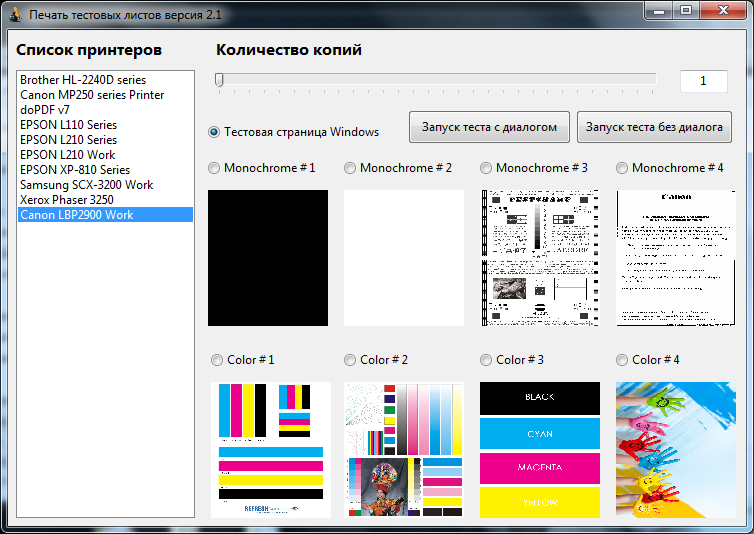 Печать тестовых листов версия 2.1
Список принтеров
Количество копий
Brother HL-2240D series
Canon MP250 series Printer
doPDF v7
EPSON L110 Series
EPSON L210 Series
EPSON L210 Work
EPSON XP-810 Series
Samsung SCX-3200 Work
Xerox Phaser 3250
Canon LBP2900 Work
1
Тестовая страница Windows
Запуск теста с диалогом
Запуск теста без диалога
Monochrome # 1
Monochrome # 2
Monochrome # 3
Monochrome # 4
Canon
Color # 1
Color # 2
Color # 3
Color # 4
REFRESH
BLACK
CYAN
MAGENTA
YELLOW